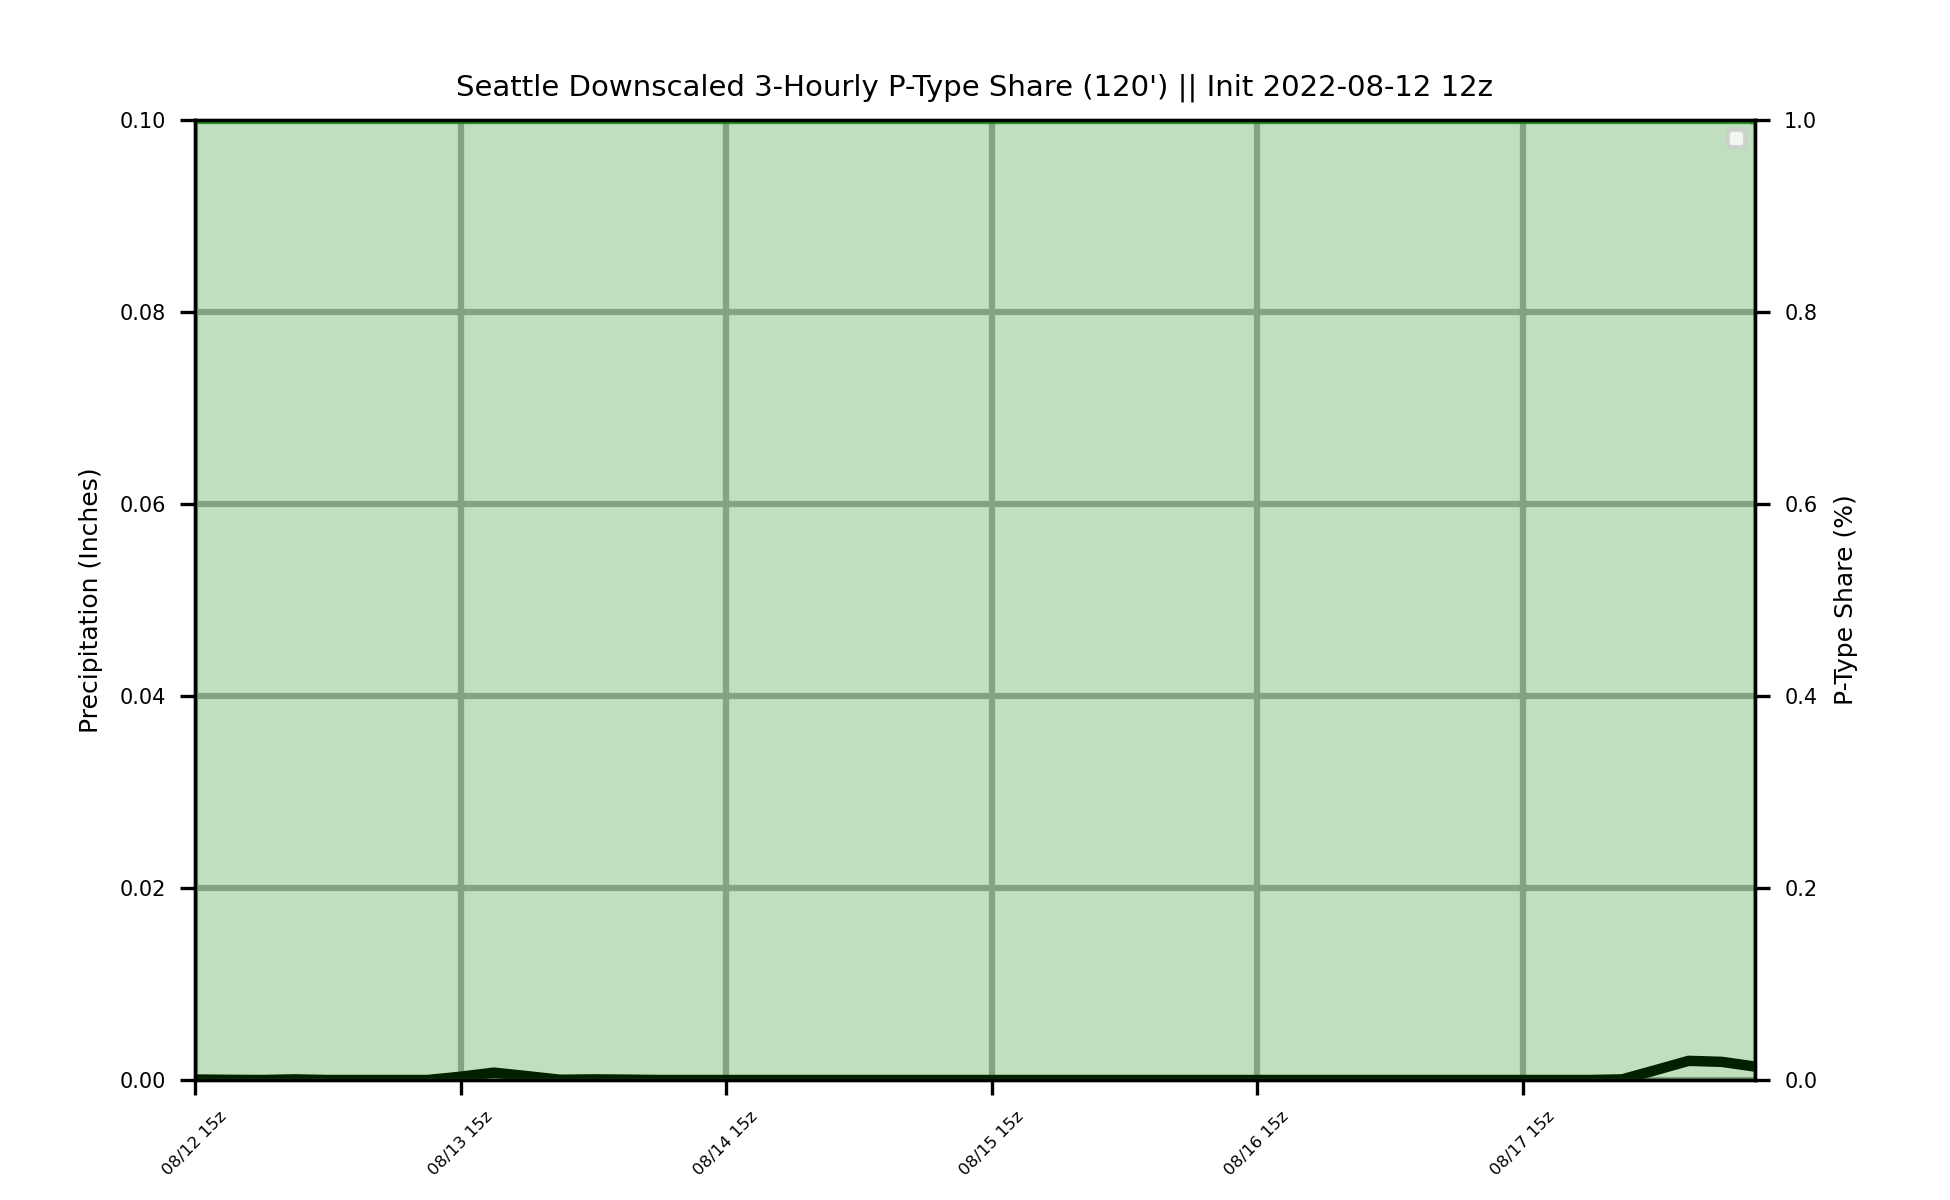 Seattle Downscaled 3-Hourly P-Type Share (120') || Init 2022-08-12 12z
Precipitation (Inches)
0.10
0.08
0.06
0.04
0.02
0.00
1.0
0.8
0.6
0.4
0.2
0.0
P-Type Share (%)
08/12 15z
08/13 15z
08/14 15z
08/15 15z
08/16 15z
08/17 15z